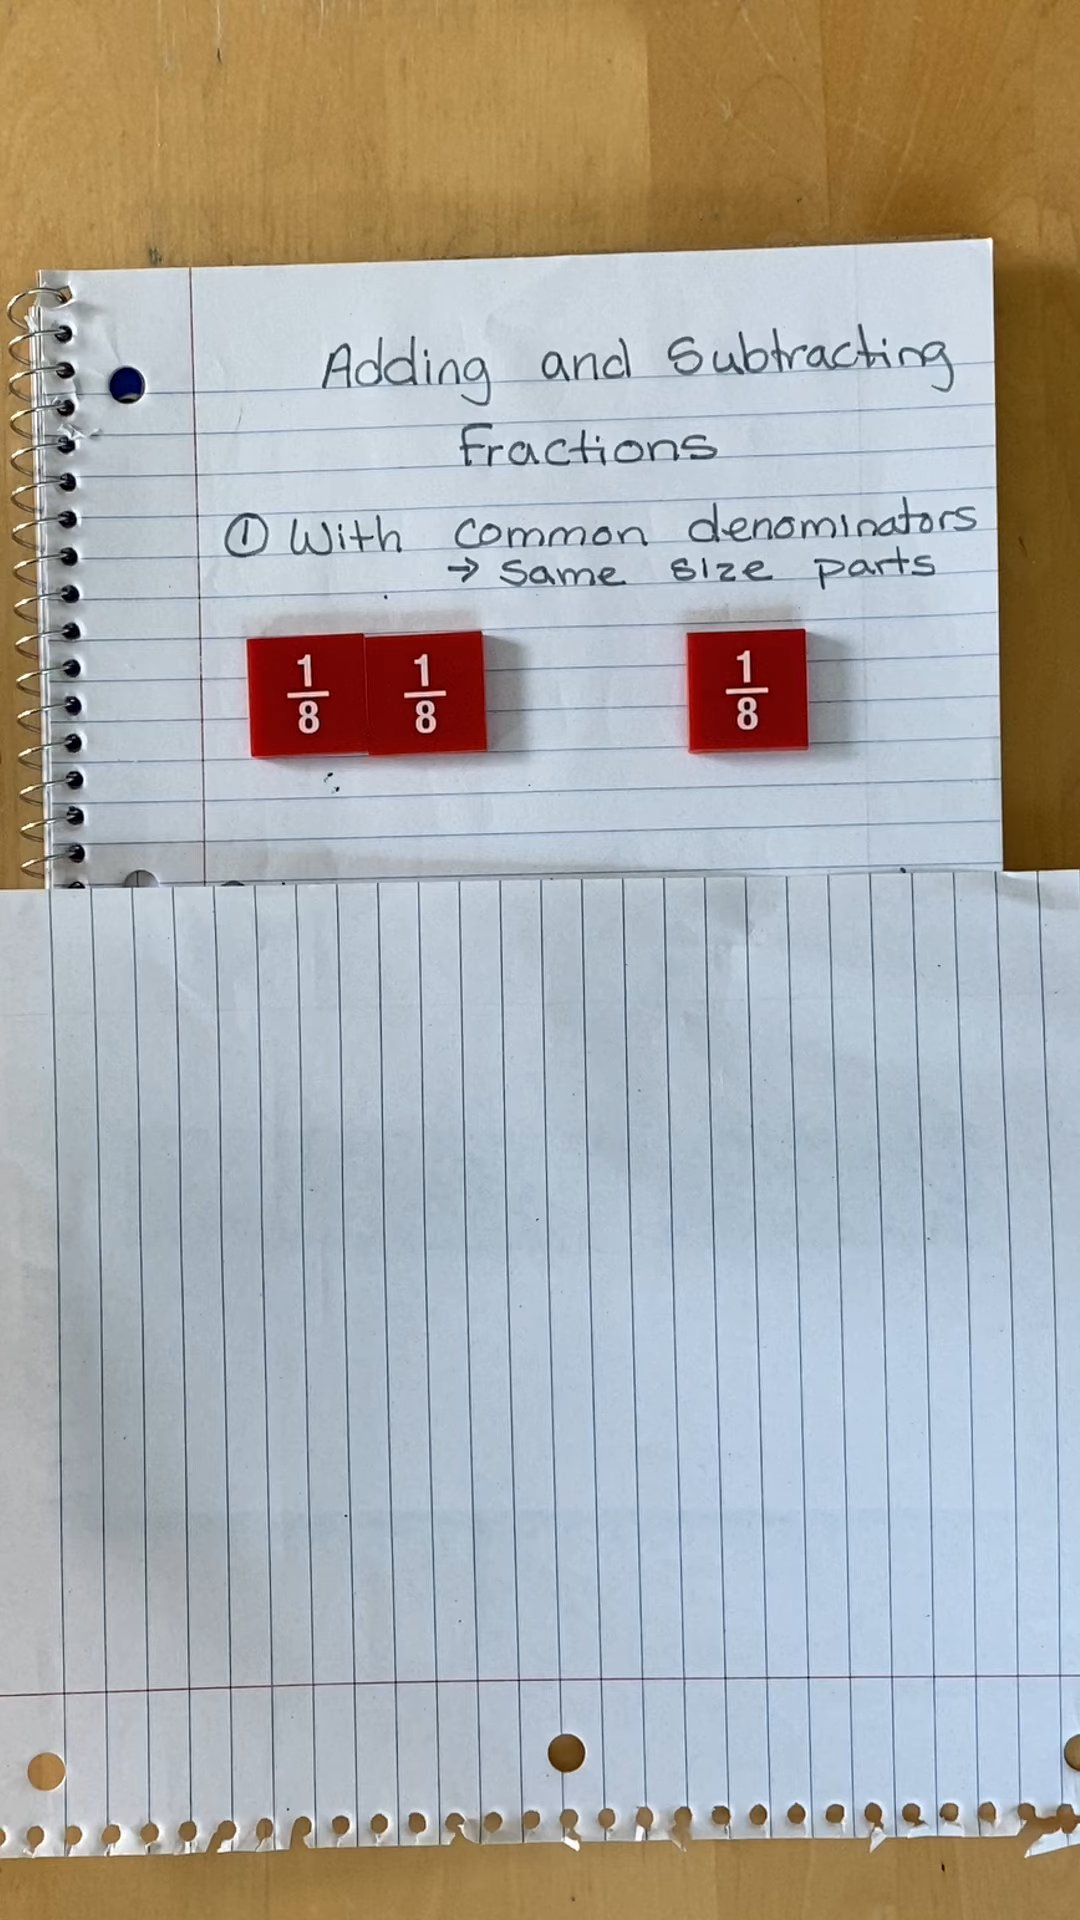 Adding and Subtracting
Fractions
① With common denominators
→ Same size parts
1/8 1/8 1/8